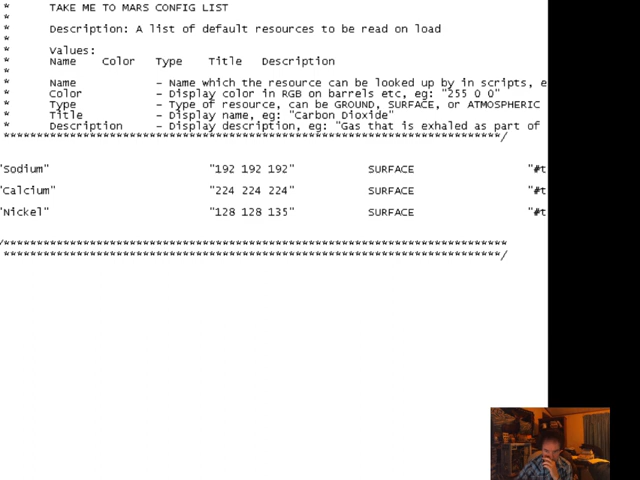 * TAKE ME TO MARS CONFIG LIST
*
* Description: A list of default resources to be read on load
*
* Values:
* Name Color Type Title Description
*
* Name - Name which the resource can be looked up by in scripts, e
* Color - Display color in RGB on barrels etc, eg: "255 0 0"
* Type - Type of resource, can be GROUND, SURFACE, or ATMOSPHERIC
* Title - Display name, eg: "Carbon Dioxide"
* Description - Display description, eg: "Gas that is exhaled as part of
******************************************************************************/
"Sodium" "192 192 192" SURFACE "#t
"Calcium" "224 224 224" SURFACE "#t
"Nickel" "128 128 135" SURFACE "#t
/******************************************************************************
******************************************************************************/